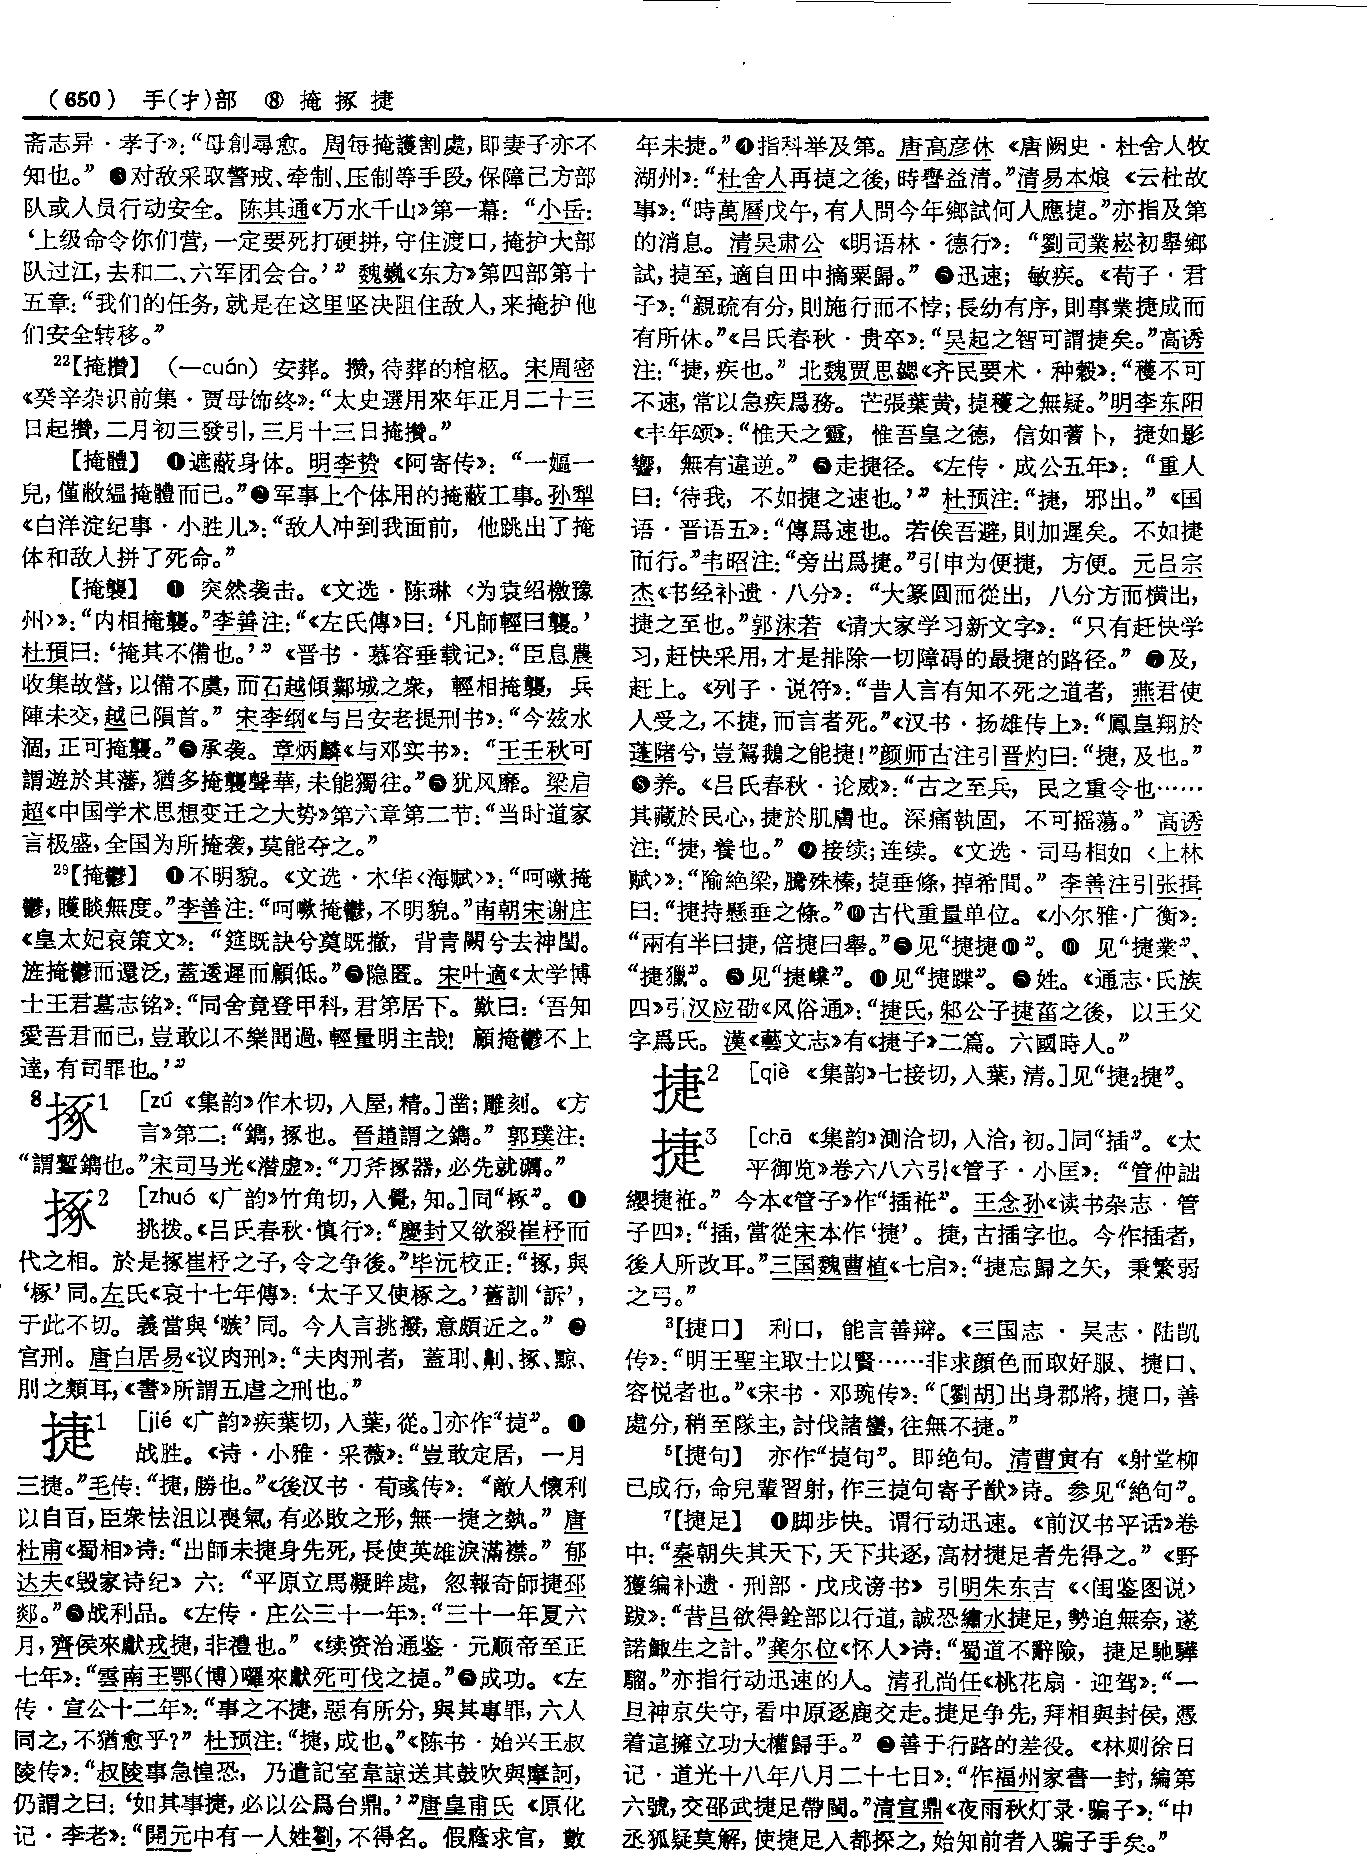 (650) 手(扌)部 ⑧ 掩 捸 捷
斋志异·孝子》：“母創尋愈。周每掩護割處，即妻子亦不
知也。” ❸对敌采取警戒、牵制、压制等手段，保障己方部
队或人员行动安全。陈其通《万水千山》第一幕：“小岳：
‘上级命令你们营，一定要死打硬拼，守住渡口，掩护大部
队过江，去和二、六军团会合。’” 魏巍《东方》第四部第十
五章：“我们的任务，就是在这里坚决阻住敌人，来掩护他
们安全转移。”
22【掩攢】（—cuán）安葬。攢，待葬的棺柩。宋周密
《癸辛杂识前集·贾母饰终》：“太史選用來年正月二十三
日起攢，二月初三發引，三月十三日掩攢。”
【掩體】 ❶遮蔽身体。明李贽《阿寄传》：“一嫗一
兒，僅敝緼掩體而已。”❷军事上个体用的掩蔽工事。孙犁
《白洋淀纪事·小胜儿》：“敌人冲到我面前，他跳出了掩
体和敌人拼了死命。”
【掩襲】 ❶ 突然袭击。《文选·陈琳〈为袁绍檄豫
州〉》：“内相掩襲。”李善注：“《左氏傳》曰：‘凡師輕曰襲。’
杜預曰：‘掩其不備也。’” 《晋书·慕容垂载记》：“臣息農
收集故營，以備不虞，而石越傾鄴城之衆，輕相掩襲，兵
陣未交，越已隕首。” 宋李纲《与吕安老提刑书》：“今兹水
涸，正可掩襲。”❷承袭。章炳麟《与邓实书》：“王壬秋可
謂遊於其藩，猶多掩襲聲華，未能獨往。”❸犹风靡。梁启
超《中国学术思想变迁之大势》第六章第二节：“当时道家
言极盛，全国为所掩袭，莫能夺之。”
29【掩鬱】 ❶不明貌。《文选·木华〈海赋〉》：“呵㗘掩
鬱，矆睒無度。”李善注：“呵㗘掩鬱，不明貌。”南朝宋谢庄
《皇太妃哀策文》：“筵既訣兮奠既撤，背青闕兮去神閨。
旌掩鬱而還泛，蓋逶遲而顧低。”❷隐匿。宋叶適《太学博
士王君墓志铭》：“同舍竟登甲科，君第居下。歎曰：‘吾知
愛吾君而已，豈敢以不樂聞過，輕量明主哉！顧掩鬱不上
達，有司罪也。’”
8捸1 [zú 《集韵》作木切，入屋，精。]凿；雕刻。《方
言》第二：“鐫，捸也。晉趙謂之鐫。” 郭璞注：
“謂鏨鐫也。”宋司马光《潜虚》：“刀斧捸器，必先就礪。”
捸2 [zhuó 《广韵》竹角切，入覺，知。]同“椓”。❶
挑拨。《吕氏春秋·慎行》：“慶封又欲殺崔杼而
代之相。於是捸崔杼之子，令之争後。”毕沅校正：“捸，與
‘椓’同。左氏《哀十七年傳》：‘太子又使椓之。’舊訓‘訴’，
于此不切。義當與‘嗾’同。今人言挑撥，意頗近之。” ❷
宫刑。唐白居易《议肉刑》：“夫肉刑者，蓋刵、劓、捸、黥、
刖之類耳，《書》所謂五虐之刑也。”
捷1 [jié 《广韵》疾葉切，入葉，從。]亦作“㨗”。❶
战胜。《诗·小雅·采薇》：“豈敢定居，一月
三捷。”毛传：“捷，勝也。”《後汉书·荀彧传》：“敵人懷利
以自百，臣衆怯沮以喪氣，有必敗之形，無一捷之埶。” 唐
杜甫《蜀相》诗：“出師未捷身先死，長使英雄淚滿襟。” 郁
达夫《毁家诗纪》六：“平原立馬凝眸處，忽報奇師捷邳
郯。”❷战利品。《左传·庄公三十一年》：“三十一年夏六
月，齊侯來獻戎捷，非禮也。” 《续资治通鉴·元顺帝至正
七年》：“雲南王鄂(博)囉來獻死可伐之㨗。”❸成功。《左
传·宣公十二年》：“事之不捷，惡有所分，與其專罪，六人
同之，不猶愈乎？” 杜预注：“捷，成也。”《陈书·始兴王叔
陵传》：“叔陵事急惶恐，乃遣記室韋諒送其鼓吹與摩訶，
仍謂之曰：‘如其事捷，必以公爲台鼎。’”唐皇甫氏《原化
记·李老》：“開元中有一人姓劉，不得名。假蔭求官，數
年未捷。”❹指科举及第。唐高彦休《唐阙史·杜舍人牧
湖州》：“杜舍人再㨗之後，時譽益清。”清易本烺《云杜故
事》：“時萬曆戊午，有人問今年鄉試何人應㨗。”亦指及第
的消息。清吴肃公《明语林·德行》：“劉司業崧初舉鄉
試，㨗至，適自田中摘粟歸。” ❺迅速；敏疾。《荀子·君
子》：“親疏有分，則施行而不悖；長幼有序，則事業捷成而
有所休。”《吕氏春秋·贵卒》：“吴起之智可謂捷矣。”高诱
注：“捷，疾也。” 北魏贾思勰《齐民要术·种穀》：“穫不可
不速，常以急疾爲務。芒張葉黄，㨗穫之無疑。”明李东阳
《丰年颂》：“惟天之靈，惟吾皇之德，信如蓍卜，捷如影
響，無有違逆。” ❻走捷径。《左传·成公五年》：“重人
曰：‘待我，不如捷之速也。’” 杜预注：“捷，邪出。”《国
语·晋语五》：“傳爲速也。若俟吾避，則加遲矣。不如捷
而行。”韦昭注：“旁出爲捷。”引申为便捷，方便。元吕宗
杰《书经补遗·八分》：“大篆圓而從出，八分方而横出，
捷之至也。”郭沫若《请大家学习新文字》：“只有赶快学
习，赶快采用，才是排除一切障碍的最捷的路径。” ❼及，
赶上。《列子·说符》：“昔人言有知不死之道者，燕君使
人受之，不捷，而言者死。”《汉书·扬雄传上》：“鳳皇翔於
蓬陼兮，豈駕鵝之能捷！”颜师古注引晋灼曰：“捷，及也。”
❽养。《吕氏春秋·论威》：“古之至兵，民之重令也……
其藏於民心，捷於肌膚也。深痛執固，不可摇蕩。” 高诱
注：“捷，養也。” ❾接续；连续。《文选·司马相如〈上林
赋〉》：“隃絶梁，騰殊榛，㨗垂條，掉希間。” 李善注引张揖
曰：“捷持懸垂之條。”❿古代重量单位。《小尔雅·广衡》：
“兩有半曰捷，倍捷曰舉。”⓫见“捷捷❿”。⓬ 见“捷業”、
“捷獵”。⓭见“捷嶫”。⓮见“捷蹀”。⓯姓。《通志·氏族
四》引汉应劭《风俗通》：“捷氏，邾公子捷菑之後，以王父
字爲氏。漢《藝文志》有《捷子》二篇。六國時人。”
捷2 [qiè 《集韵》七接切，入葉，清。]见“捷2捷”。
捷3 [chā 《集韵》測洽切，入洽，初。]同“插”。《太
平御览》卷六八六引《管子·小匡》：“管仲詘
纓捷袵。” 今本《管子》作“插袵”。王念孙《读书杂志·管
子四》：“插，當從宋本作‘捷’。捷，古插字也。今作插者，
後人所改耳。”三国魏曹植《七启》：“捷忘歸之矢，秉繁弱
之弓。”
3【捷口】 利口，能言善辯。《三国志·吴志·陆凯
传》：“明王聖主取士以賢……非求顔色而取好服、捷口、
容悦者也。”《宋书·邓琬传》：“〔劉胡〕出身郡將，捷口，善
處分，稍至隊主，討伐諸蠻，往無不捷。”
5【捷句】 亦作“㨗句”。即绝句。清曹寅有《射堂柳
已成行，命兒輩習射，作三㨗句寄子猷》诗。参见“絶句”。
7【捷足】 ❶脚步快。谓行动迅速。《前汉书平话》卷
中：“秦朝失其天下，天下共逐，高材捷足者先得之。” 《野
獲編补遗·刑部·戊戌谤书》引明朱东吉《〈闺鉴图说〉
跋》：“昔吕欲得銓部以行道，誠恐繡水捷足，勢迫無奈，遂
諾鯫生之計。”龚尔位《怀人》诗：“蜀道不辭險，捷足馳驊
騮。”亦指行动迅速的人。清孔尚任《桃花扇·迎驾》：“一
旦神京失守，看中原逐鹿交走。捷足争先，拜相與封侯，憑
着這擁立功大權歸手。” ❷善于行路的差役。《林则徐日
记·道光十八年八月二十七日》：“作福州家書一封，編第
六號，交邵武捷足帶閩。”清宣鼎《夜雨秋灯录·骗子》：“中
丞狐疑莫解，使捷足入都探之，始知前者入騙子手矣。”